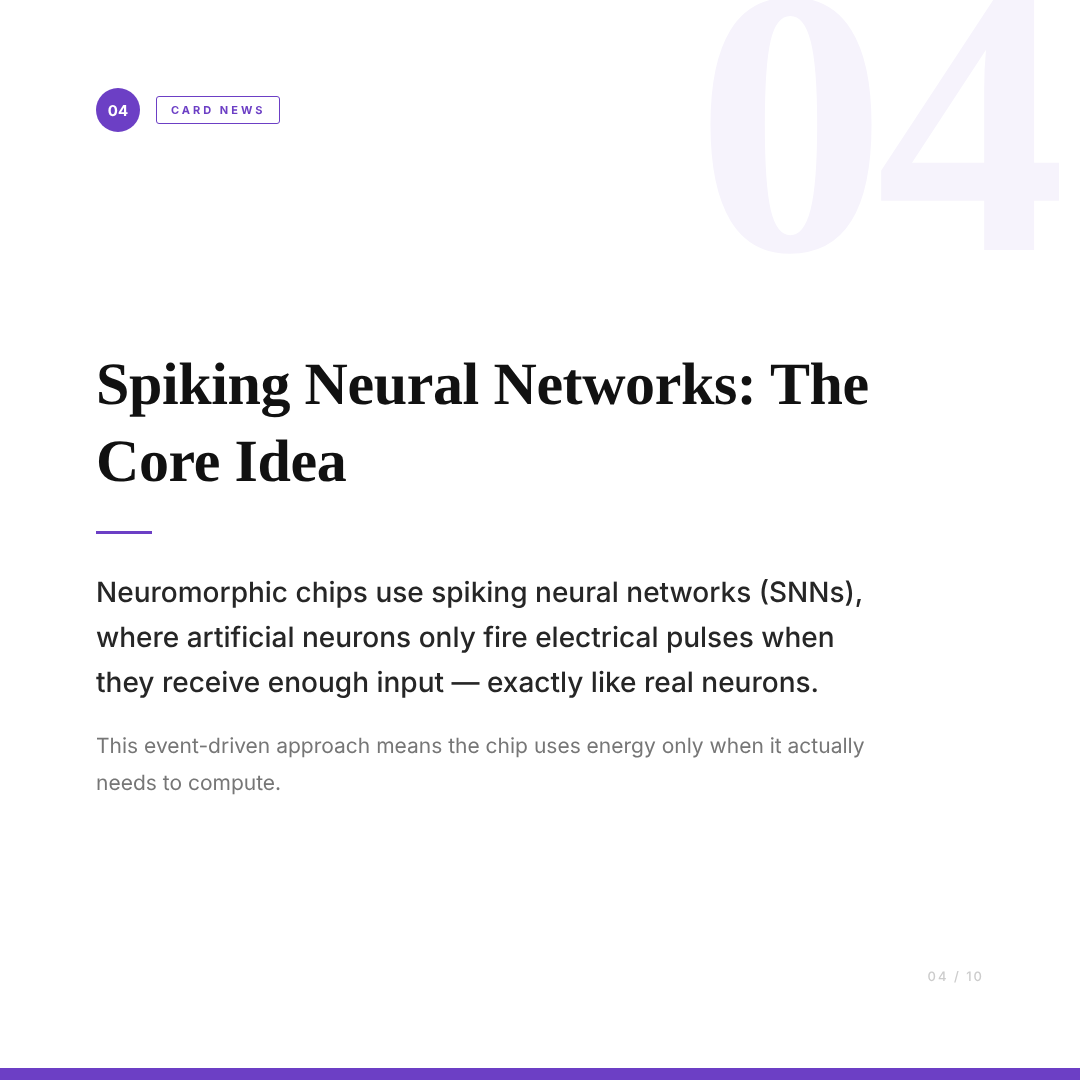 04
04
CARD NEWS
Spiking Neural Networks: The
Core Idea
Neuromorphic chips use spiking neural networks (SNNs),
where artificial neurons only fire electrical pulses when
they receive enough input — exactly like real neurons.
This event-driven approach means the chip uses energy only when it actually
needs to compute.
04 / 10